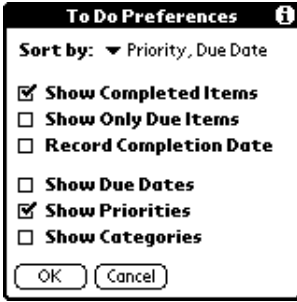 To Do Preferences
Sort by: Priority, Due Date
Show Completed Items
Show Only Due Items
Record Completion Date
Show Due Dates
Show Priorities
Show Categories
OK Cancel